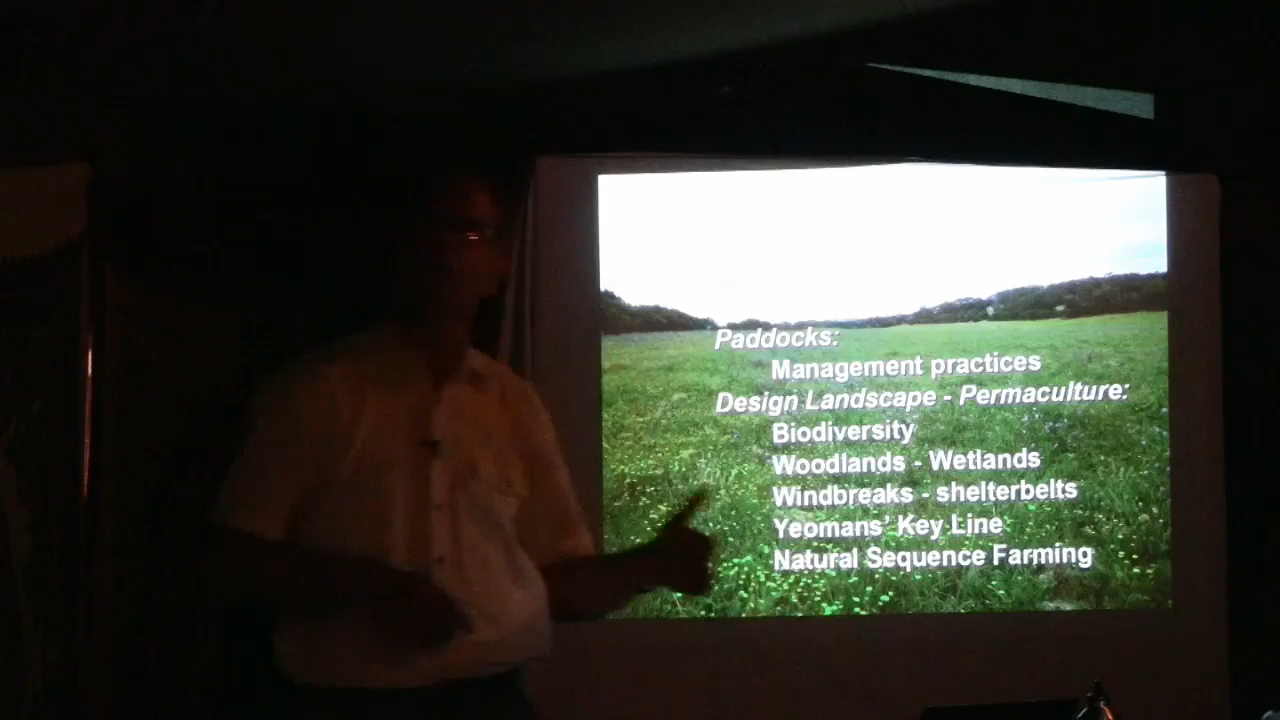 Paddocks:
Management practices
Design Landscape - Permaculture:
Biodiversity
Woodlands - Wetlands
Windbreaks - shelterbelts
Yeomans' Key Line
Natural Sequence Farming